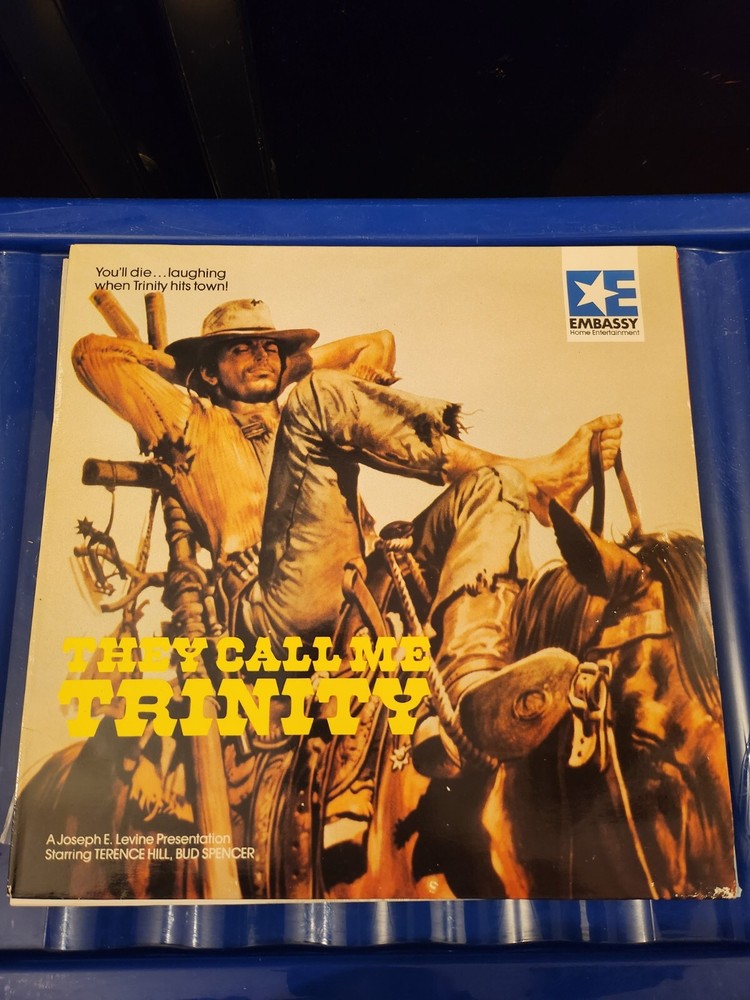 You'll die...laughing
when Trinity hits town!
E
EMBASSY
Home Entertainment
THEY CALL ME
TRINITY
A Joseph E. Levine Presentation
Starring TERENCE HILL, BUD SPENCER